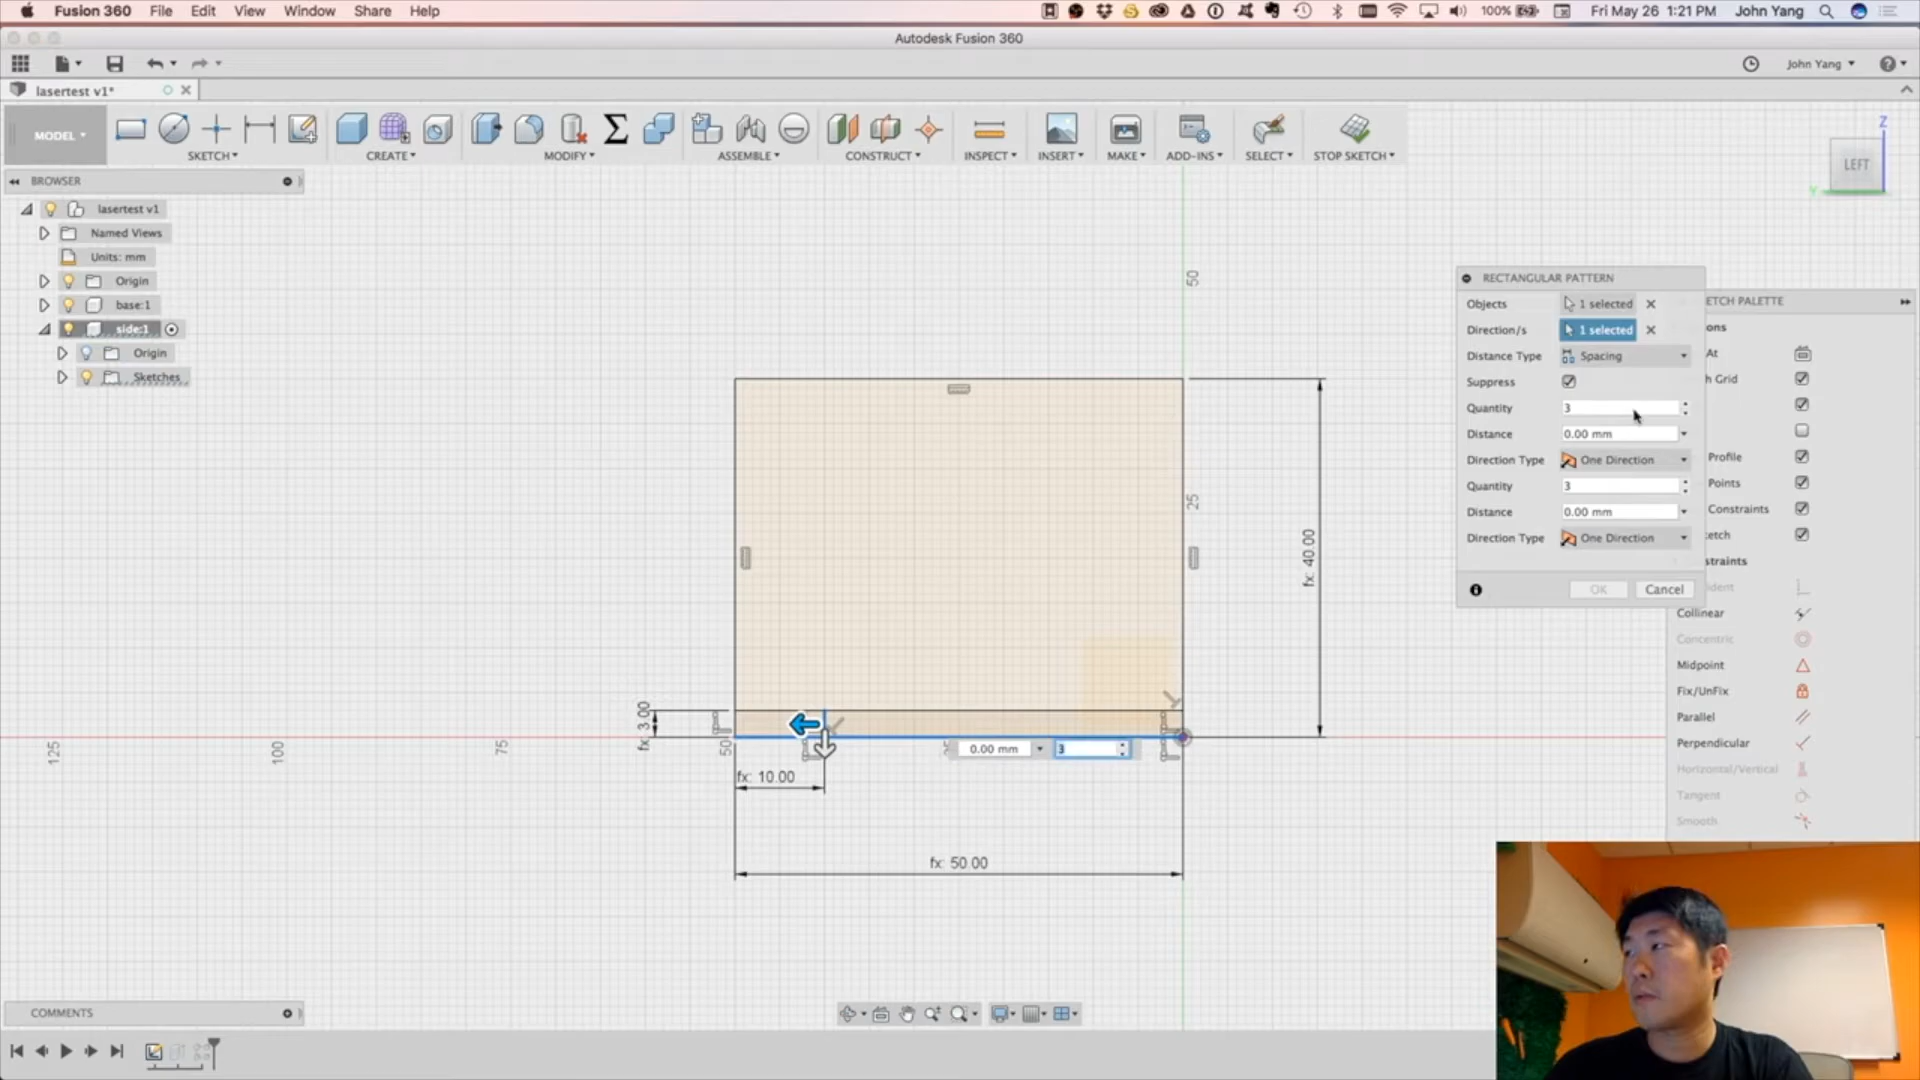 Fusion 360 File Edit View Window Share Help
100% Fri May 26 1:21 PM John Yang
Autodesk Fusion 360
John Yang
lasertest v1*
MODEL
SKETCH CREATE MODIFY ASSEMBLE CONSTRUCT INSPECT INSERT MAKE ADD-INS SELECT STOP SKETCH
Z
LEFT
Y
BROWSER
lasertest v1
Named Views
Units: mm
Origin
base:1
side:1
Origin
Sketches
50
25
fx: 40.00
fx: 3.00
125
100
75
50
0.00 mm 3
fx: 10.00
fx: 50.00
RECTANGULAR PATTERN
Objects 1 selected
Direction/s 1 selected
Distance Type Spacing
Suppress
Quantity 3
Distance 0.00 mm
Direction Type One Direction
Quantity 3
Distance 0.00 mm
Direction Type One Direction
OK Cancel
ETCH PALETTE
ons
At
h Grid
Profile
Points
Constraints
etch
straints
ident
Collinear
Concentric
Midpoint
Fix/UnFix
Parallel
Perpendicular
Horizontal/Vertical
Tangent
Smooth
COMMENTS